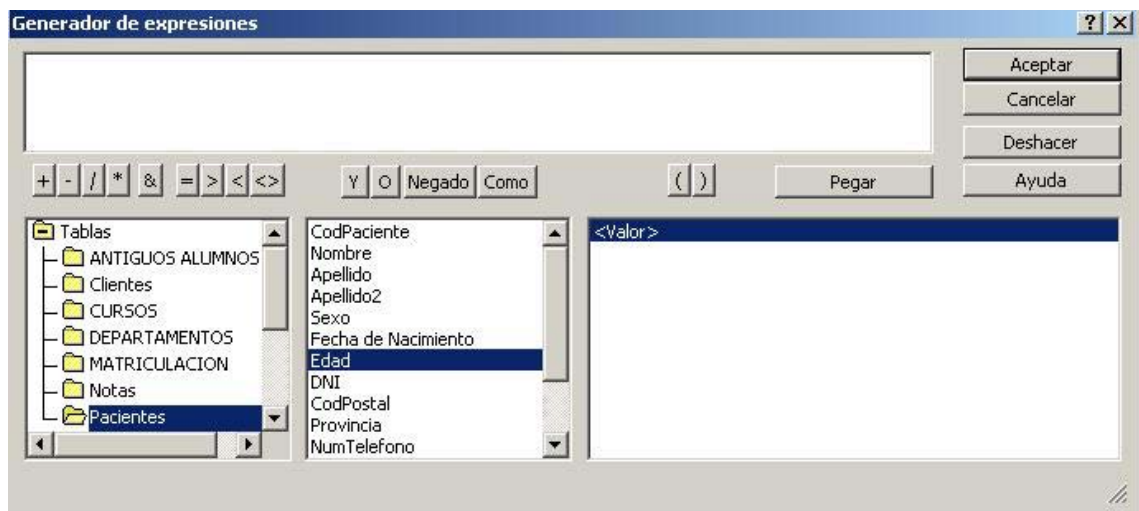 Generador de expresiones
? ×
Aceptar
Cancelar
Deshacer
+ - / * & = > < <> Y O Negado Como ( ) Pegar Ayuda
Tablas
ANTIGUOS ALUMNOS
Clientes
CURSOS
DEPARTAMENTOS
MATRICULACION
Notas
Pacientes
CodPaciente
Nombre
Apellido
Apellido2
Sexo
Fecha de Nacimiento
Edad
DNI
CodPostal
Provincia
NumTelefono
<Valor>